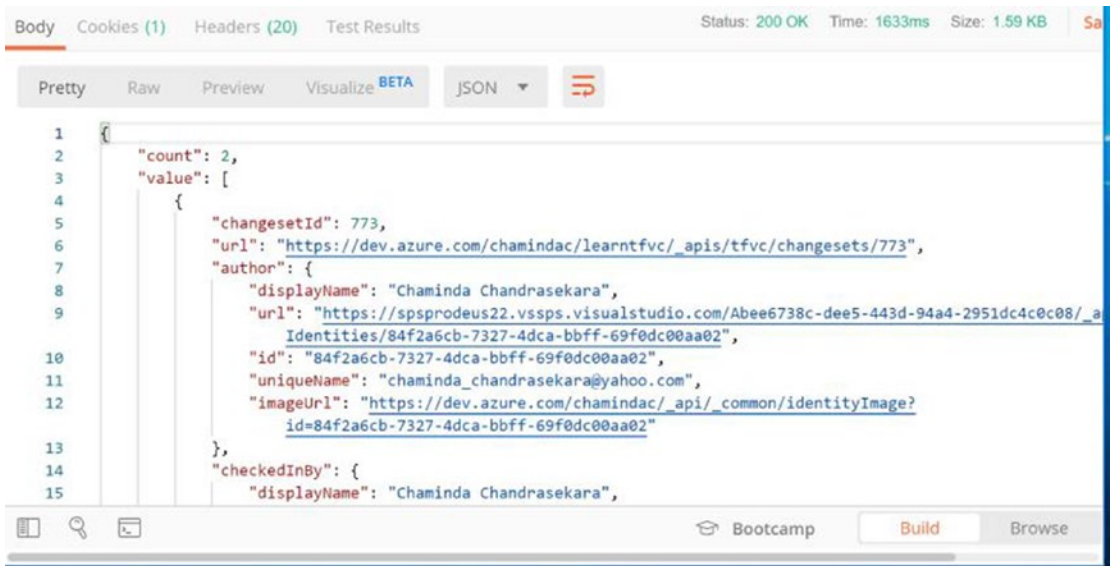 Body Cookies (1) Headers (20) Test Results Status: 200 OK Time: 1633ms Size: 1.59 KB Sa
Pretty Raw Preview Visualize BETA JSON
1 {
2 "count": 2,
3 "value": [
4 {
5 "changesetId": 773,
6 "url": "https://dev.azure.com/chamindac/learntfvc/_apis/tfvc/changesets/773",
7 "author": {
8 "displayName": "Chaminda Chandrasekara",
9 "url": "https://spsprodeus22.vssps.visualstudio.com/Abee6738c-dee5-443d-94a4-2951dc4c0c08/_a
Identities/84f2a6cb-7327-4dca-bbff-69f0dc00aa02",
10 "id": "84f2a6cb-7327-4dca-bbff-69f0dc00aa02",
11 "uniqueName": "chaminda_chandrasekara@yahoo.com",
12 "imageUrl": "https://dev.azure.com/chamindac/_api/_common/identityImage?
id=84f2a6cb-7327-4dca-bbff-69f0dc00aa02"
13 },
14 "checkedInBy": {
15 "displayName": "Chaminda Chandrasekara",
Bootcamp Build Browse